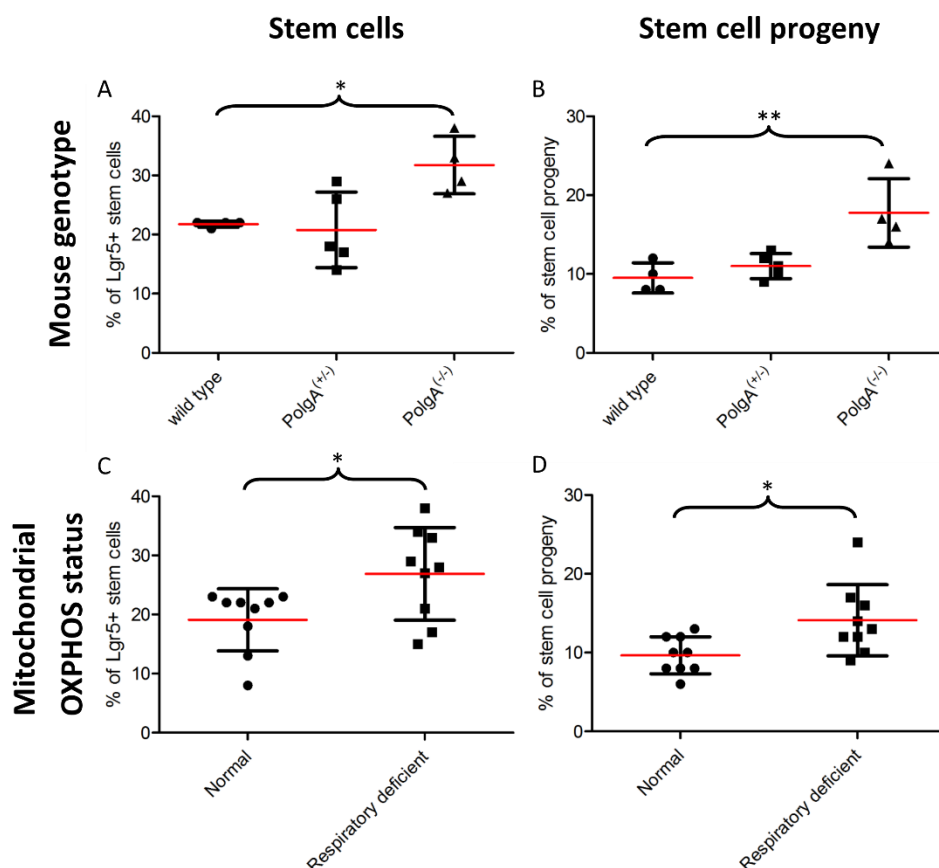 Stem cells
Stem cell progeny
Mouse genotype
A
*
40
30
20
10
0
% of Lgr5+ stem cells
wild type
PolgA(+/-)
PolgA(-/-)
B
**
30
20
10
0
% of stem cell progeny
wild type
PolgA(+/-)
PolgA(-/-)
Mitochondrial
OXPHOS status
C
*
40
30
20
10
0
% of Lgr5+ stem cells
Normal
Respiratory deficient
D
*
30
20
10
0
% of stem cell progeny
Normal
Respiratory deficient